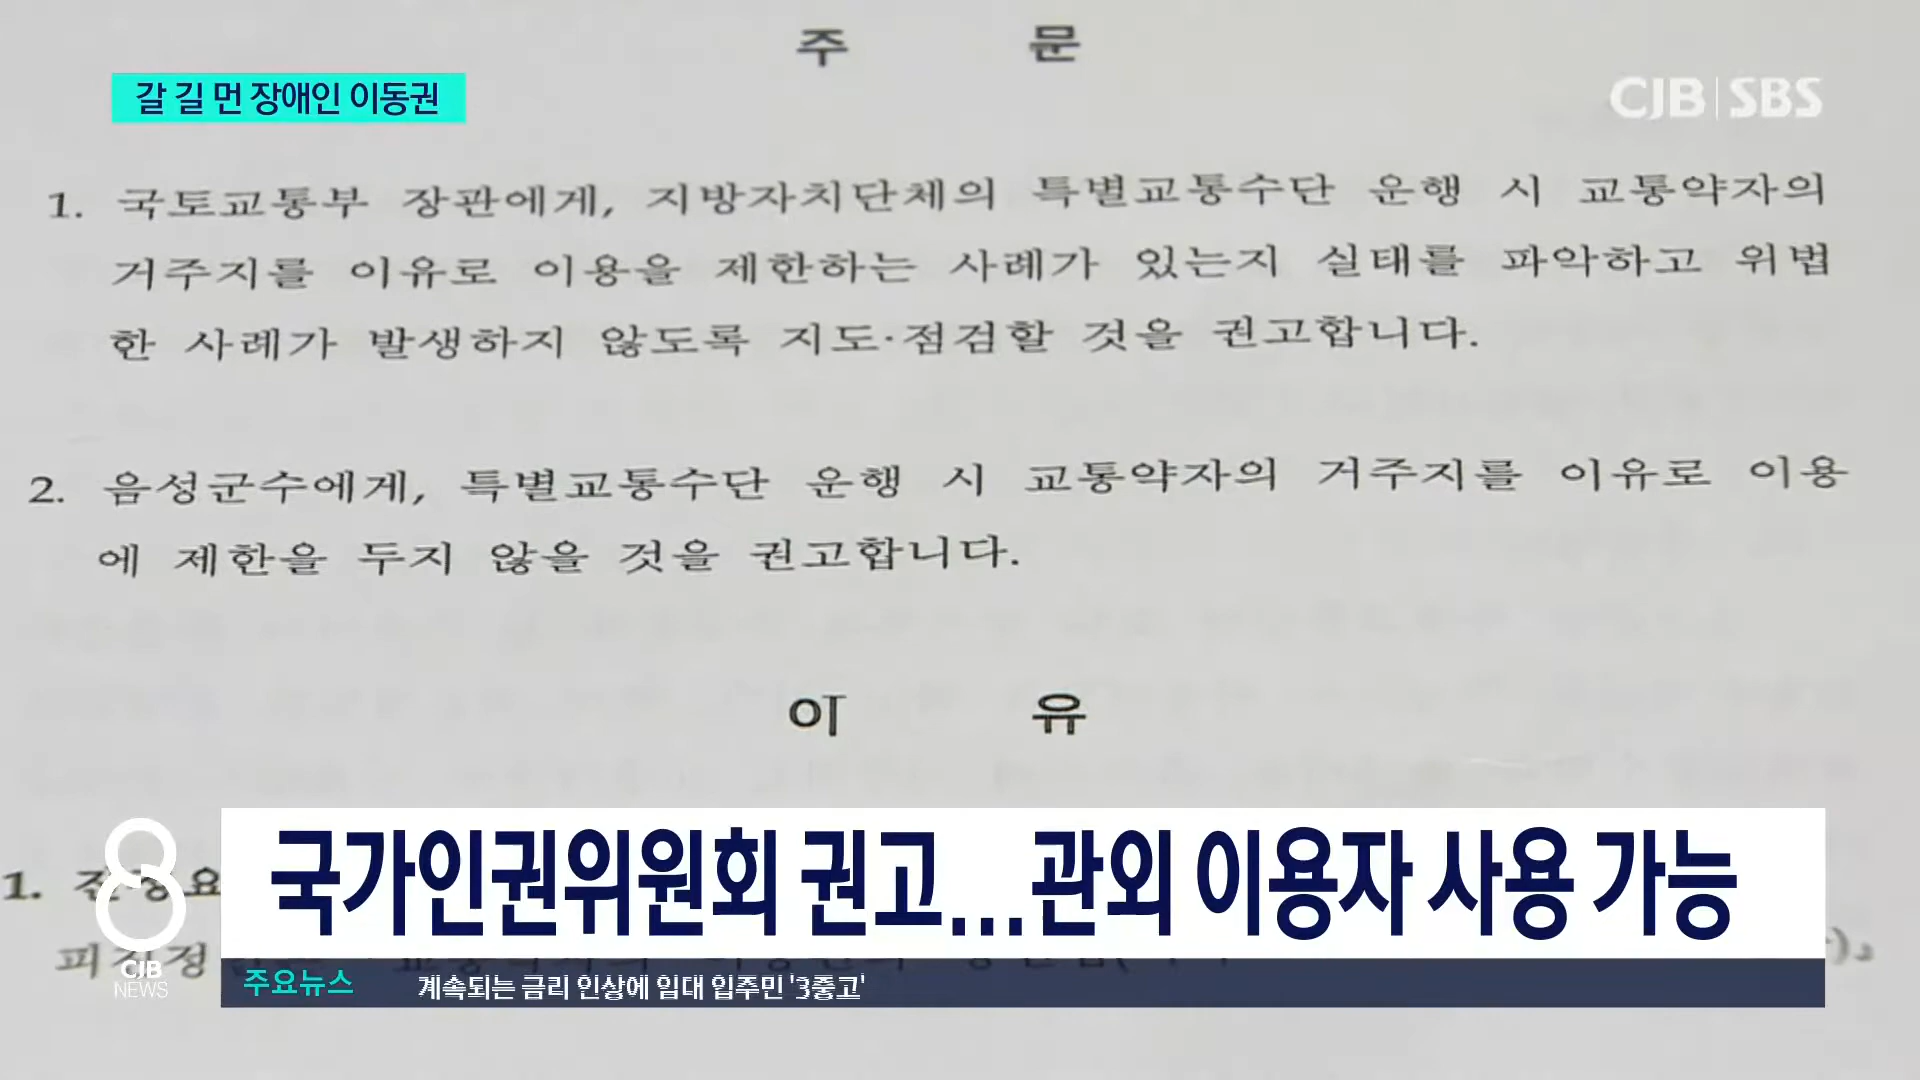 주 문
갈 길 먼 장애인 이동권
CJB SBS
1. 국토교통부 장관에게, 지방자치단체의 특별교통수단 운행 시 교통약자의
거주지를 이유로 이용을 제한하는 사례가 있는지 실태를 파악하고 위법
한 사례가 발생하지 않도록 지도·점검할 것을 권고합니다.
2. 음성군수에게, 특별교통수단 운행 시 교통약자의 거주지를 이유로 이용
에 제한을 두지 않을 것을 권고합니다.
이 유
1.
국가인권위원회 권고...관외 이용자 사용 가능
8
CJB
NEWS
주요뉴스 계속되는 금리 인상에 임대 입주민 '3중고'